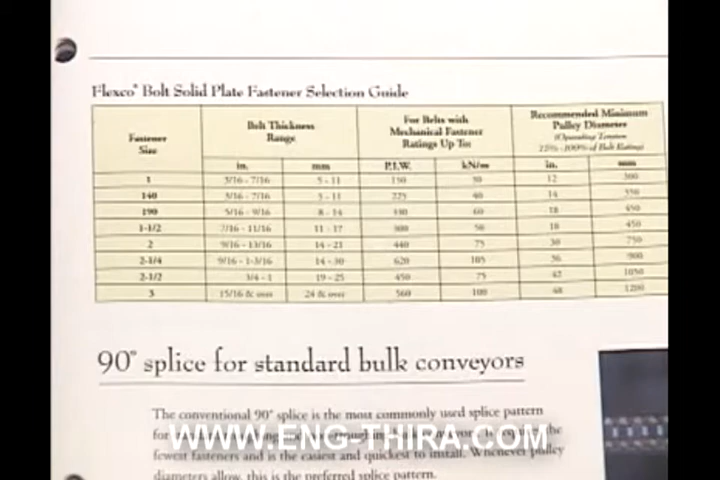 Flexco® Bolt Solid Plate Fastener Selection Guide
Fastener Size | Belt Thickness Range | For Belts with Mechanical Fastener Ratings Up To: | Recommended Minimum Pulley Diameter (Operating Tension 75% - 100% of Belt Rating)
in. | mm | P.I.W. | kN/m | in. | mm
1 | 3/16 - 7/16 | 5 - 11 | 150 | 30 | 12 | 300
140 | 3/16 - 7/16 | 5 - 11 | 225 | 40 | 14 | 350
190 | 5/16 - 9/16 | 8 - 14 | 60 | 18 | 450
1-1/2 | 7/16 - 11/16 | 11 - 17 | 300 | 50 | 18 | 450
2 | 9/16 - 13/16 | 14 - 21 | 440 | 75 | 30 | 750
2-1/4 | 9/16 - 1-3/16 | 14 - 30 | 620 | 105 | 36 | 900
2-1/2 | 3/4 - 1 | 19 - 25 | 450 | 75 | 42 | 1050
3 | 15/16 & over | 24 & over | 560 | 100 | 48 | 1200
90° splice for standard bulk conveyors
The conventional 90° splice is the most commonly used splice pattern
for the
WWW.ENG-THIRA.COM
fewest fasteners and is the easiest and quickest to install. Whenever pulley
diameters allow, this is the preferred splice pattern.